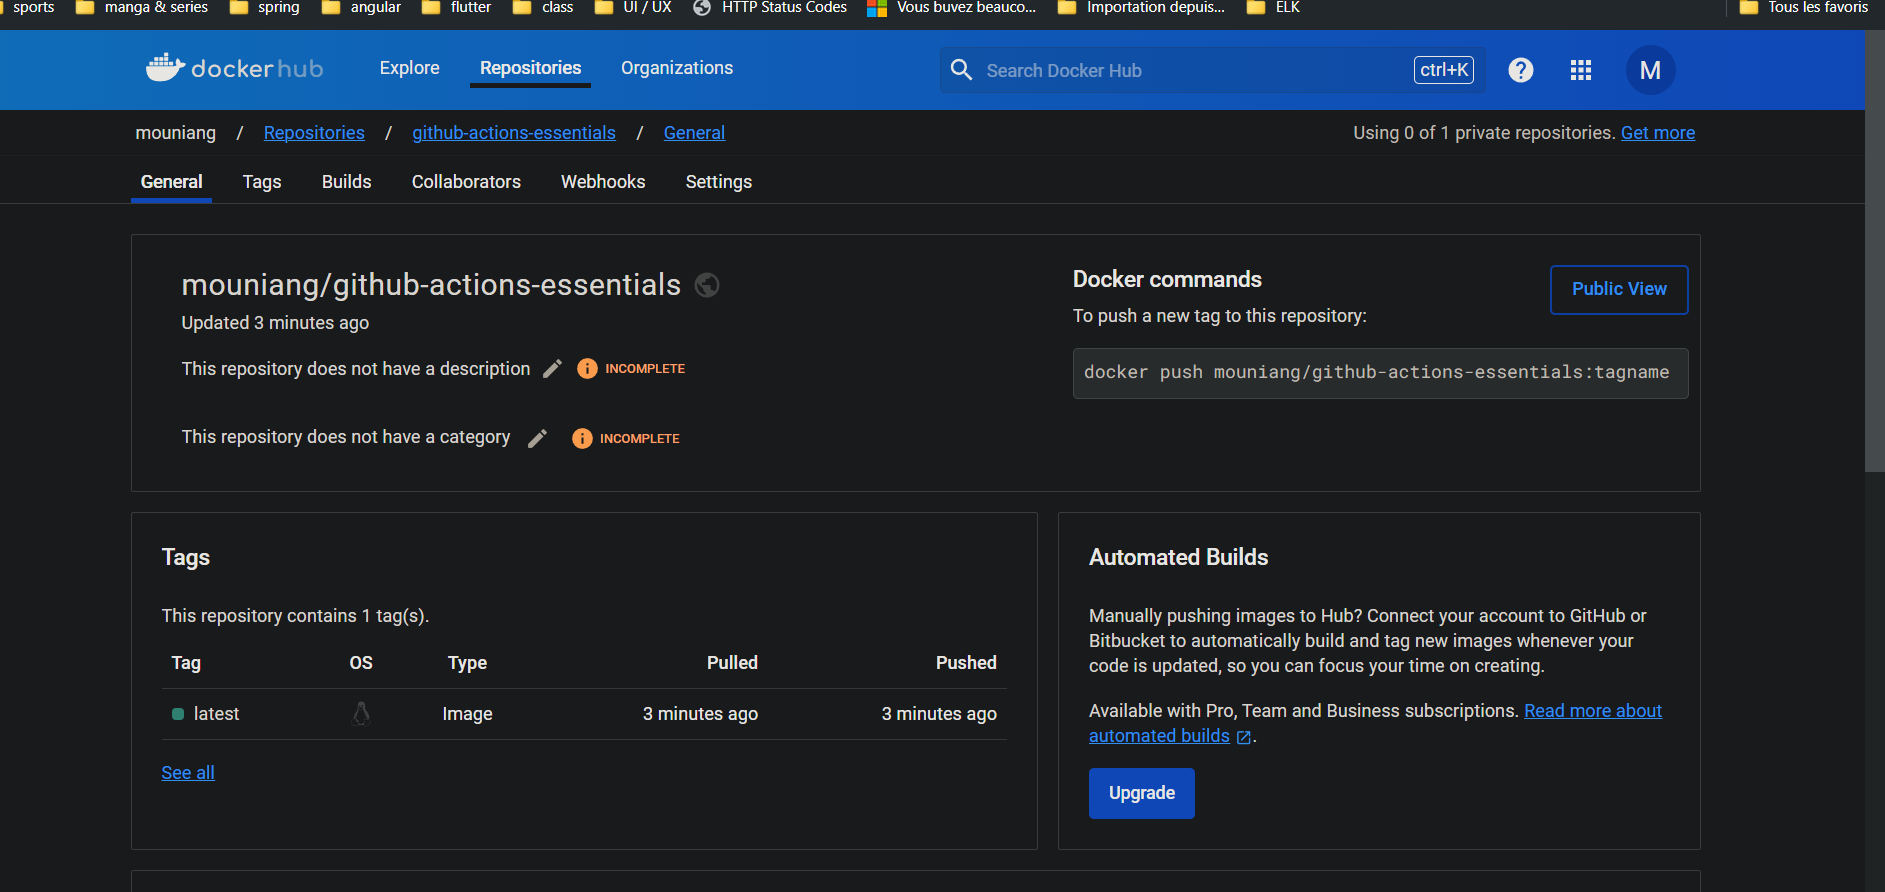 sports manga & series spring angular flutter class UI / UX HTTP Status Codes Vous buvez beauco... Importation depuis... ELK Tous les favoris
dockerhub Explore Repositories Organizations Search Docker Hub ctrl+K ? M
mouniang / Repositories / github-actions-essentials / General Using 0 of 1 private repositories. Get more
General Tags Builds Collaborators Webhooks Settings
mouniang/github-actions-essentials
Updated 3 minutes ago
This repository does not have a description INCOMPLETE
This repository does not have a category INCOMPLETE
Docker commands
Public View
To push a new tag to this repository:
docker push mouniang/github-actions-essentials:tagname
Tags
This repository contains 1 tag(s).
Tag OS Type Pulled Pushed
latest Image 3 minutes ago 3 minutes ago
See all
Automated Builds
Manually pushing images to Hub? Connect your account to GitHub or
Bitbucket to automatically build and tag new images whenever your
code is updated, so you can focus your time on creating.
Available with Pro, Team and Business subscriptions. Read more about
automated builds .
Upgrade